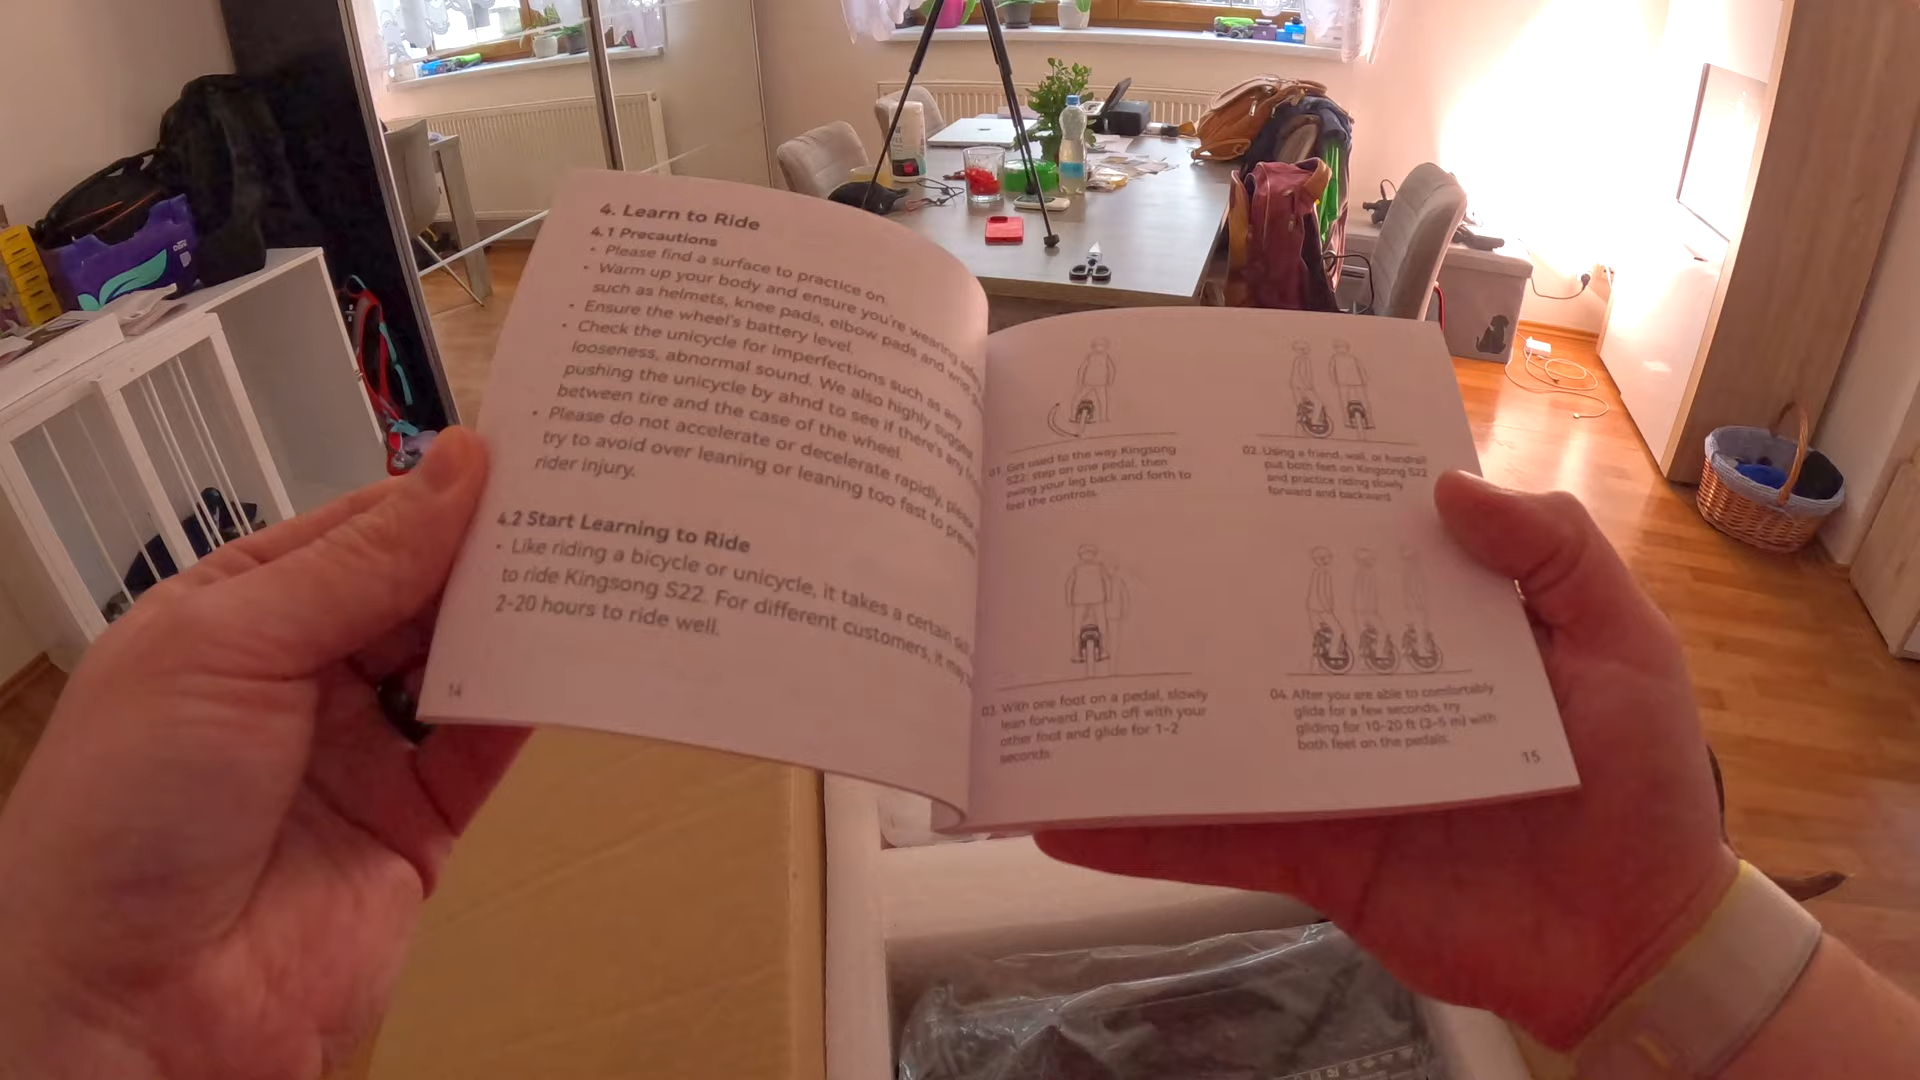 4. Learn to Ride
4.1 Precautions
• Please find a surface to practice on.
• Warm up your body and ensure you're wearing
such as helmets, knee pads, elbow pads and
• Ensure the wheel's battery level.
• Check the unicycle for imperfections such as any
looseness, abnormal sound. We also highly
pushing the unicycle by ahnd to see if there's any
between tire and the case of the wheel.
• Please do not accelerate or decelerate rapidly, please
try to avoid over leaning or leaning too fast to
rider injury.
4.2 Start Learning to Ride
• Like riding a bicycle or unicycle, it takes a certain
to ride Kingsong S22. For different customers, it may
2-20 hours to ride well.
14
01. Get used to the way Kingsong
S22: step on one pedal, then
swing your leg back and forth to
feel the controls.
02. Using a friend, wall, or handrail
put both feet on Kingsong S22
and practice riding slowly
forward and backward.
03. With one foot on a pedal, slowly
lean forward. Push off with your
other foot and glide for 1-2
seconds.
04. After you are able to comfortably
glide for a few seconds, try
gliding for 10-20 ft (3-5 m) with
both feet on the pedals.
15